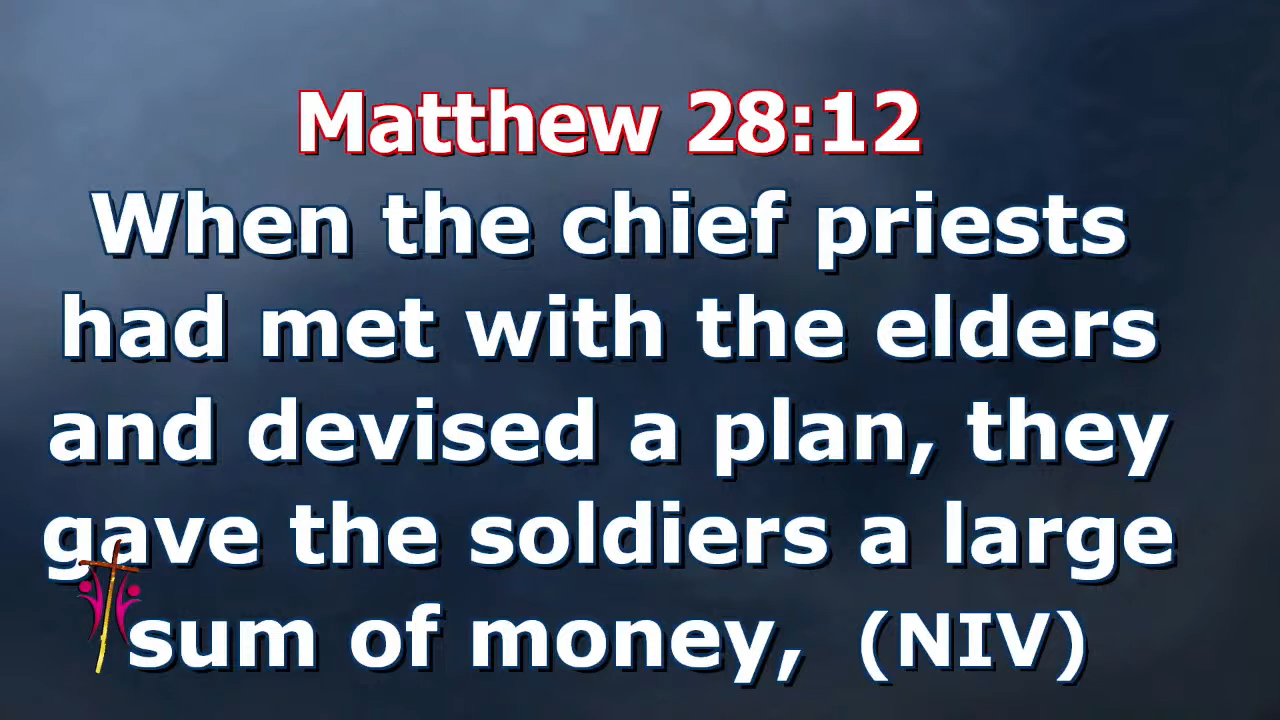 Matthew 28:12
When the chief priests
had met with the elders
and devised a plan, they
gave the soldiers a large
sum of money, (NIV)